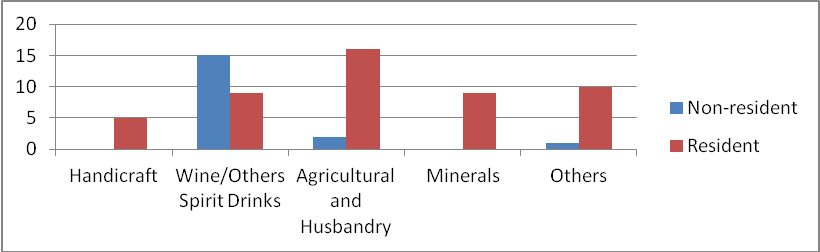 20
15
10
5
0
Handicraft
Wine/Others
Spirit Drinks
Agricultural
and
Husbandry
Minerals
Others
Non-resident
Resident